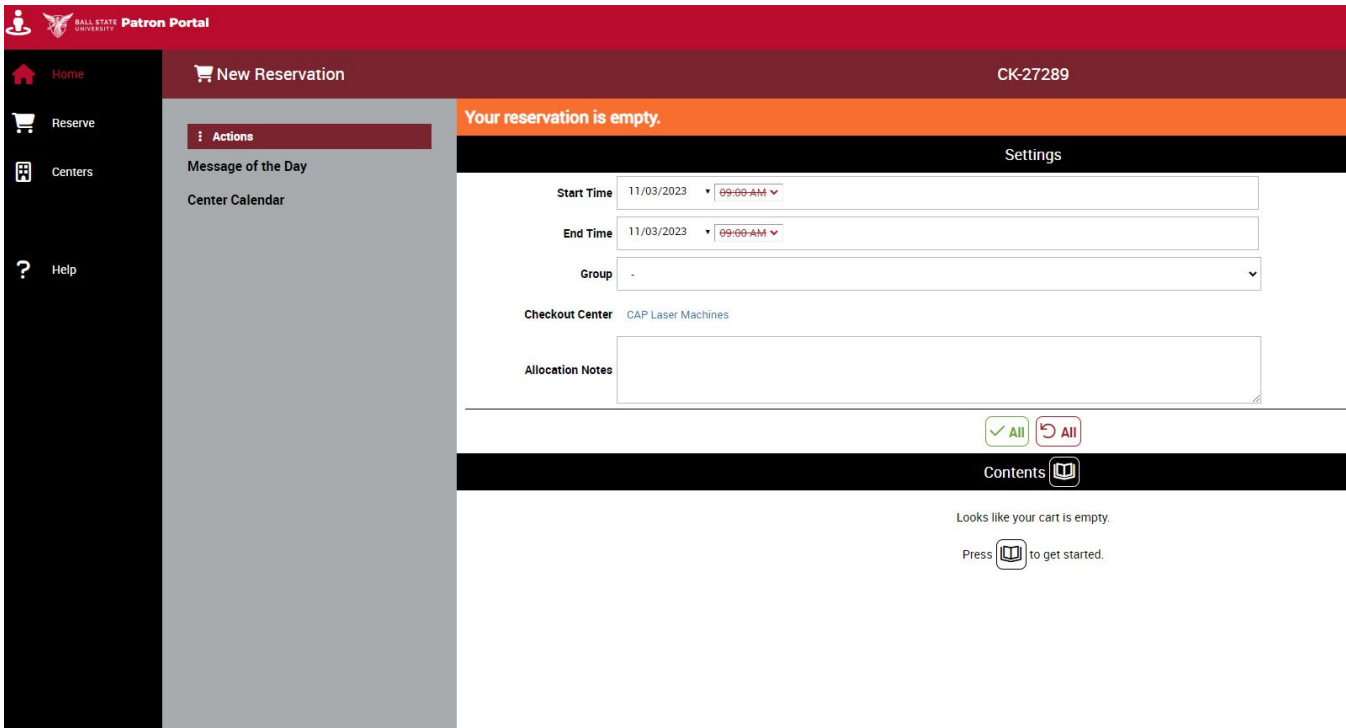 BALL STATE
UNIVERSITY Patron Portal
Home
Reserve
Centers
? Help
New Reservation
CK-27289
Actions
Message of the Day
Center Calendar
Your reservation is empty.
Settings
Start Time 11/03/2023 09:00 AM
End Time 11/03/2023 09:00 AM
Group -
Checkout Center CAP Laser Machines
Allocation Notes
All All
Contents
Looks like your cart is empty.
Press to get started.